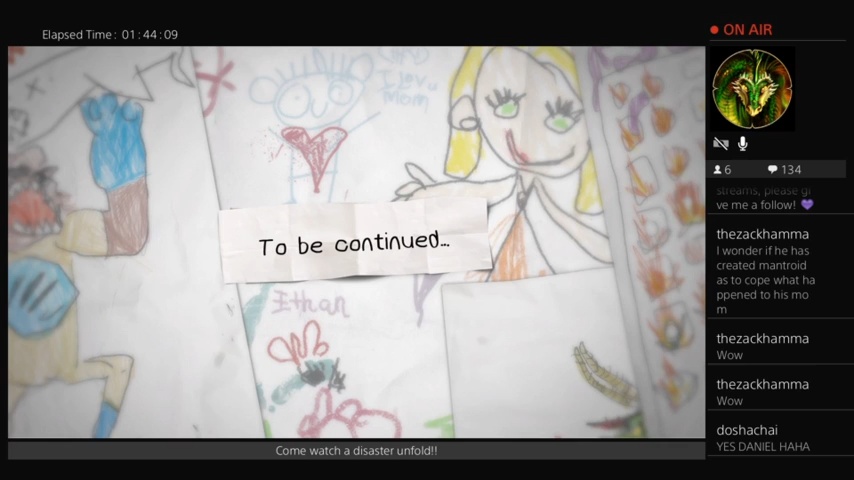 Elapsed Time: 01:44:09
ON AIR
I Lov u
Mom
To be continued...
Ethan
6
134
streams, please gi
ve me a follow! 💜
thezackhamma
I wonder if he has
created mantroid
as to cope what ha
ppened to his mo
m
thezackhamma
Wow
thezackhamma
Wow
doshachai
YES DANIEL HAHA
Come watch a disaster unfold!!